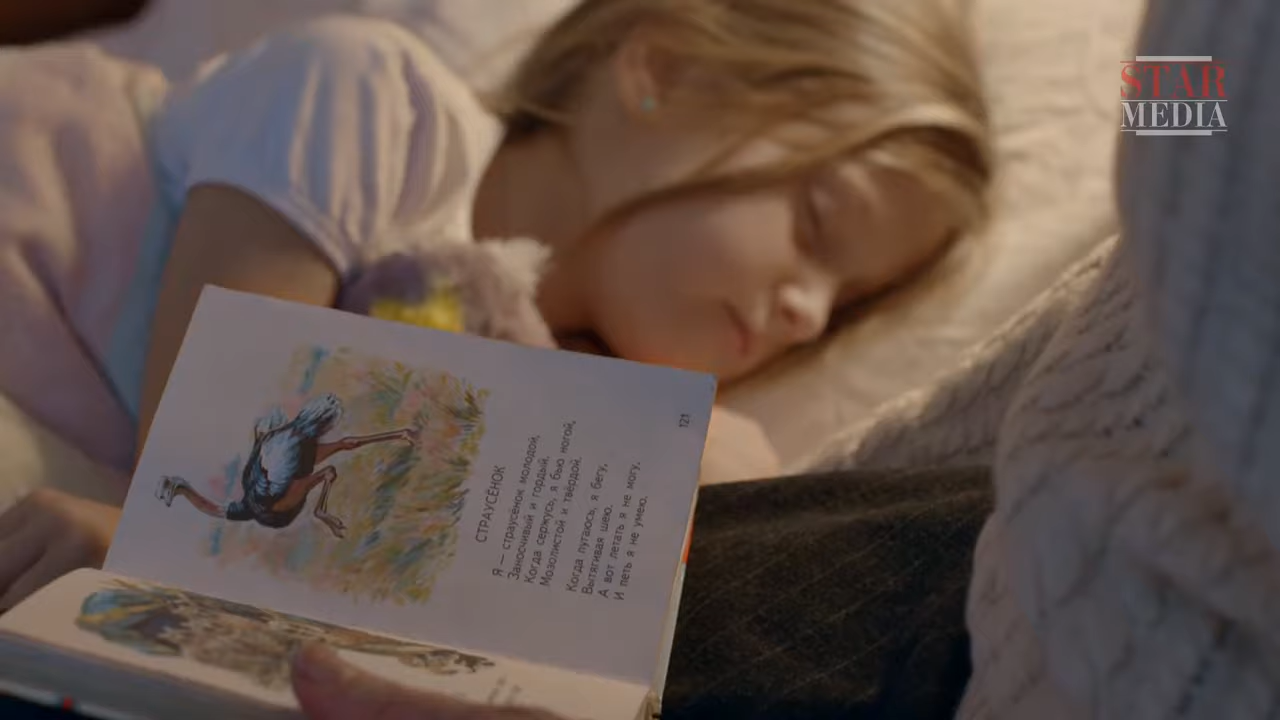 STAR
MEDIA
121
СТРАУСЁНОК
Я — страусёнок молодой,
Заносчивый и гордый.
Когда сержусь, я бью ногой,
Мозолистой и твёрдой.
Когда пугаюсь, я бегу,
Вытягивая шею.
А вот летать я не могу,
И петь я не умею.